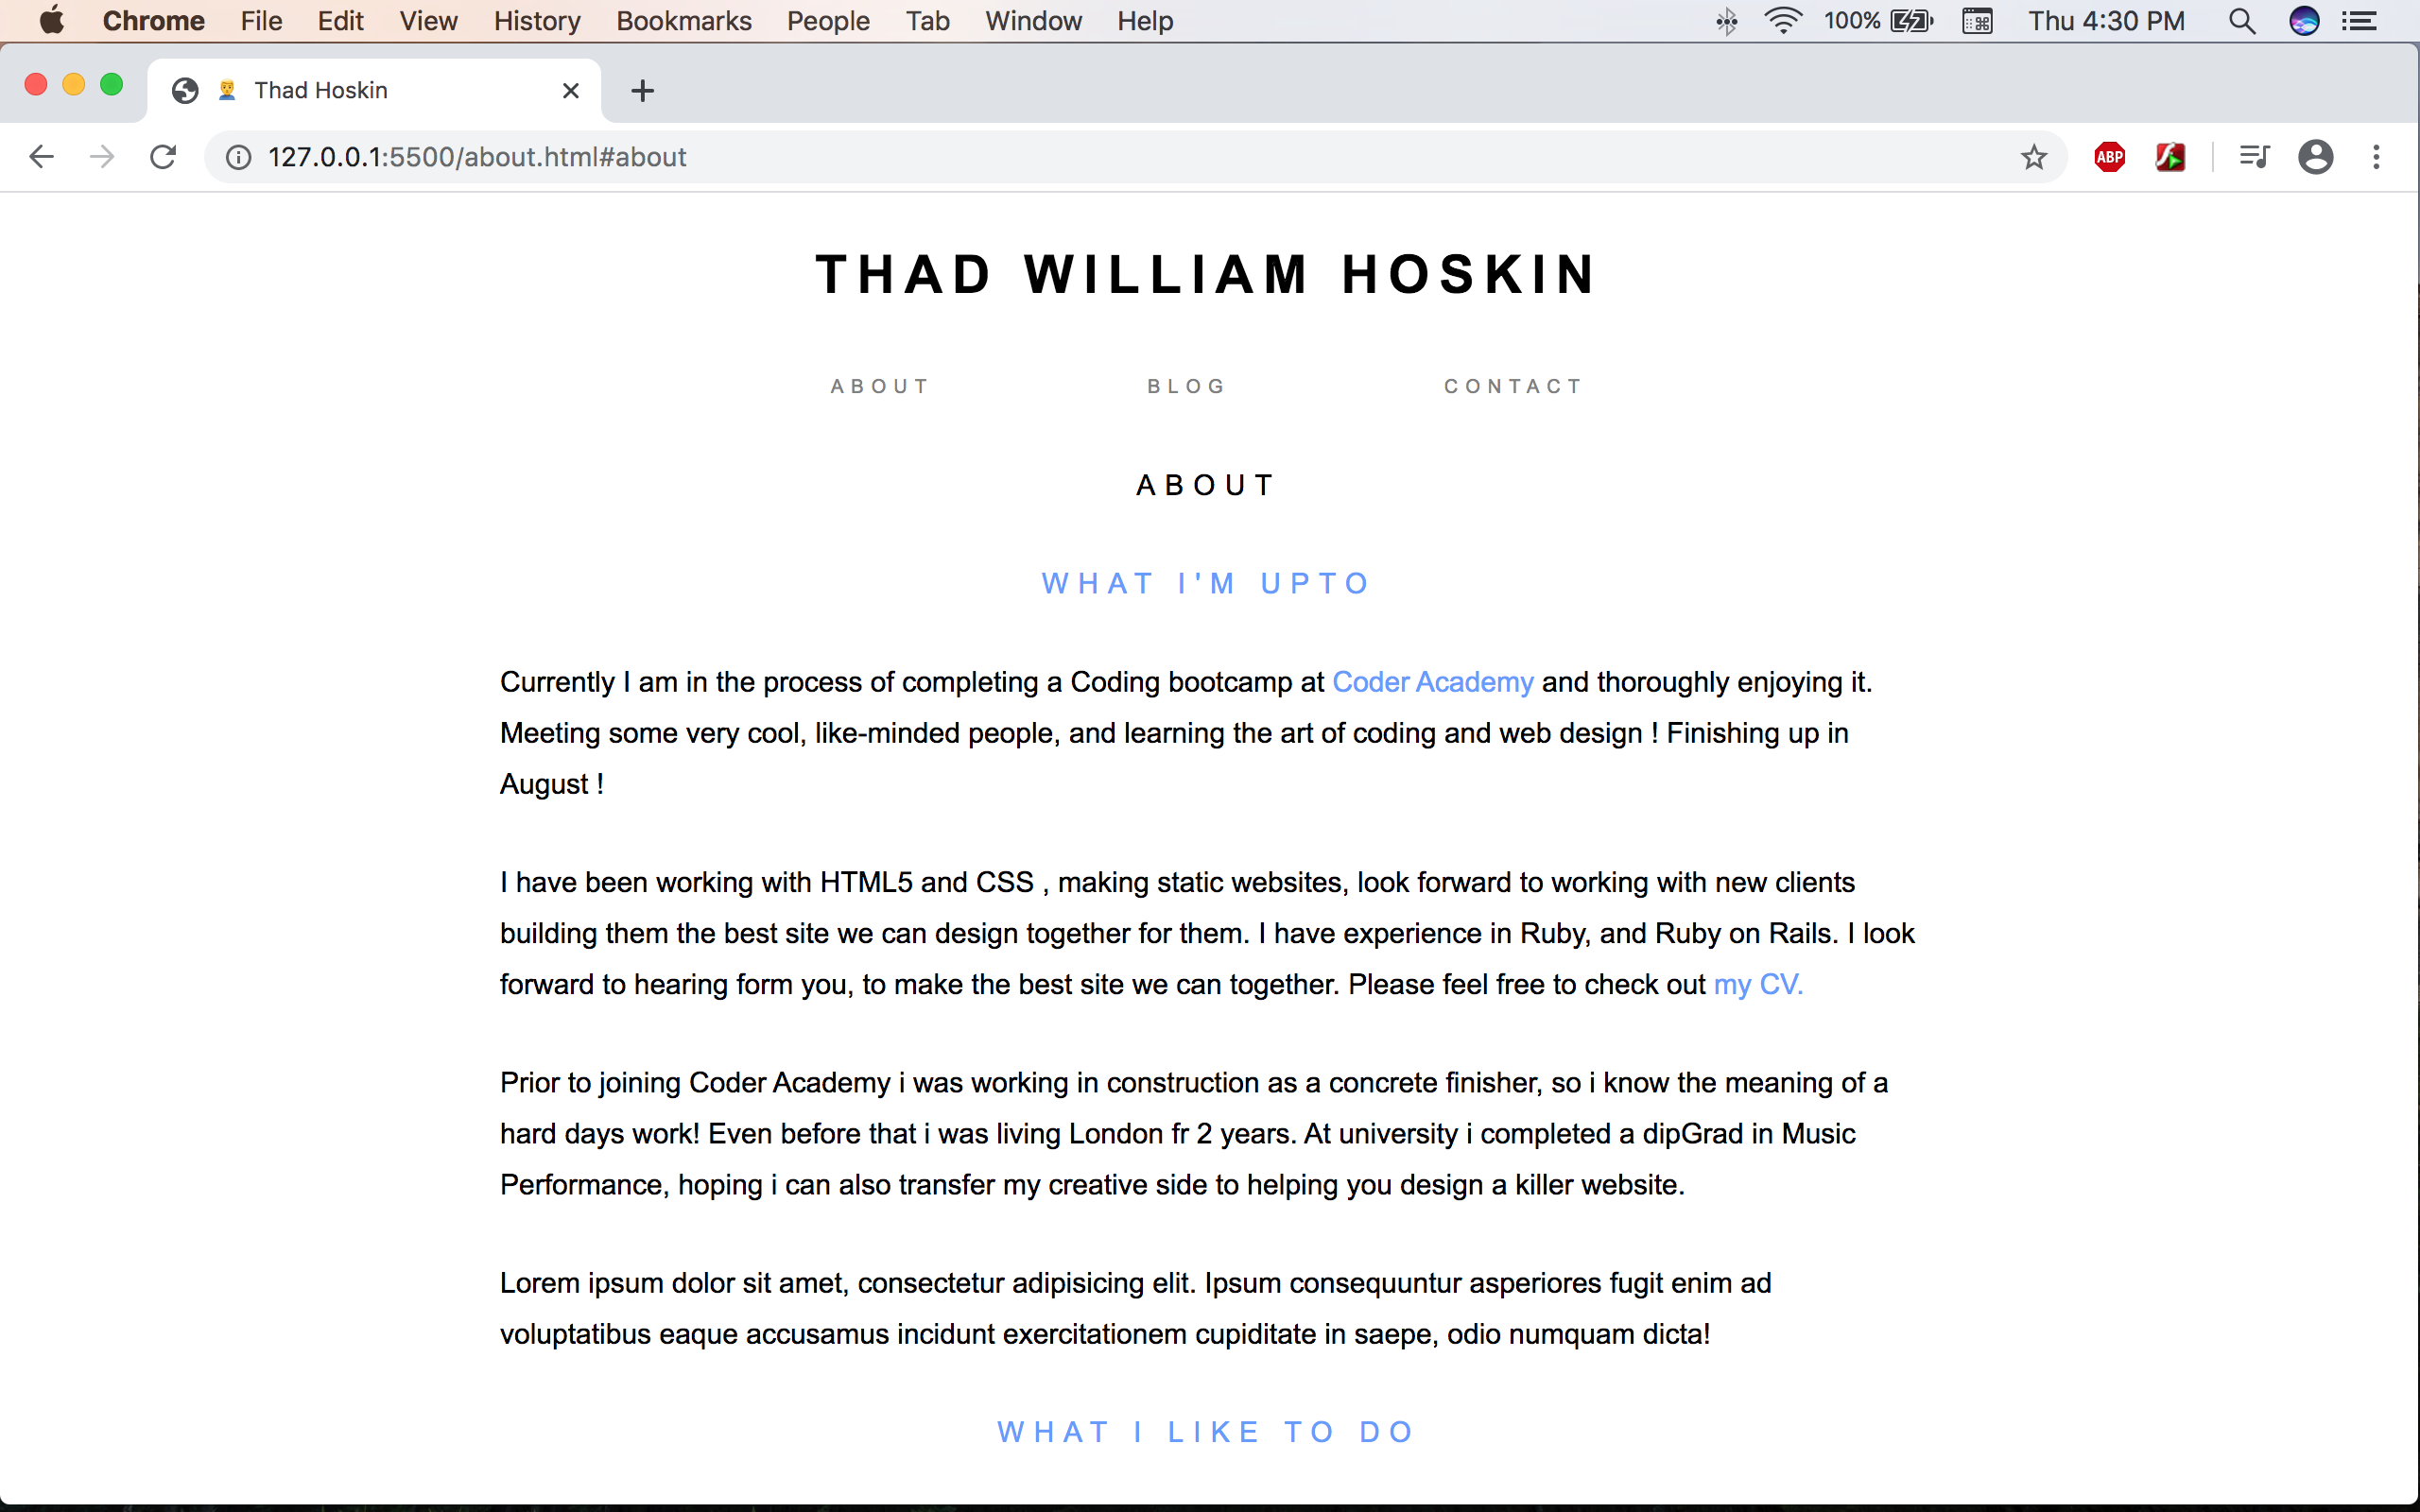 Chrome File Edit View History Bookmarks People Tab Window Help 100% Thu 4:30 PM
Thad Hoskin
127.0.0.1:5500/about.html#about ABP
THAD WILLIAM HOSKIN
ABOUT BLOG CONTACT
ABOUT
WHAT I'M UPTO
Currently I am in the process of completing a Coding bootcamp at Coder Academy and thoroughly enjoying it.
Meeting some very cool, like-minded people, and learning the art of coding and web design ! Finishing up in
August !
I have been working with HTML5 and CSS , making static websites, look forward to working with new clients
building them the best site we can design together for them. I have experience in Ruby, and Ruby on Rails. I look
forward to hearing form you, to make the best site we can together. Please feel free to check out my CV.
Prior to joining Coder Academy i was working in construction as a concrete finisher, so i know the meaning of a
hard days work! Even before that i was living London fr 2 years. At university i completed a dipGrad in Music
Performance, hoping i can also transfer my creative side to helping you design a killer website.
Lorem ipsum dolor sit amet, consectetur adipisicing elit. Ipsum consequuntur asperiores fugit enim ad
voluptatibus eaque accusamus incidunt exercitationem cupiditate in saepe, odio numquam dicta!
WHAT I LIKE TO DO